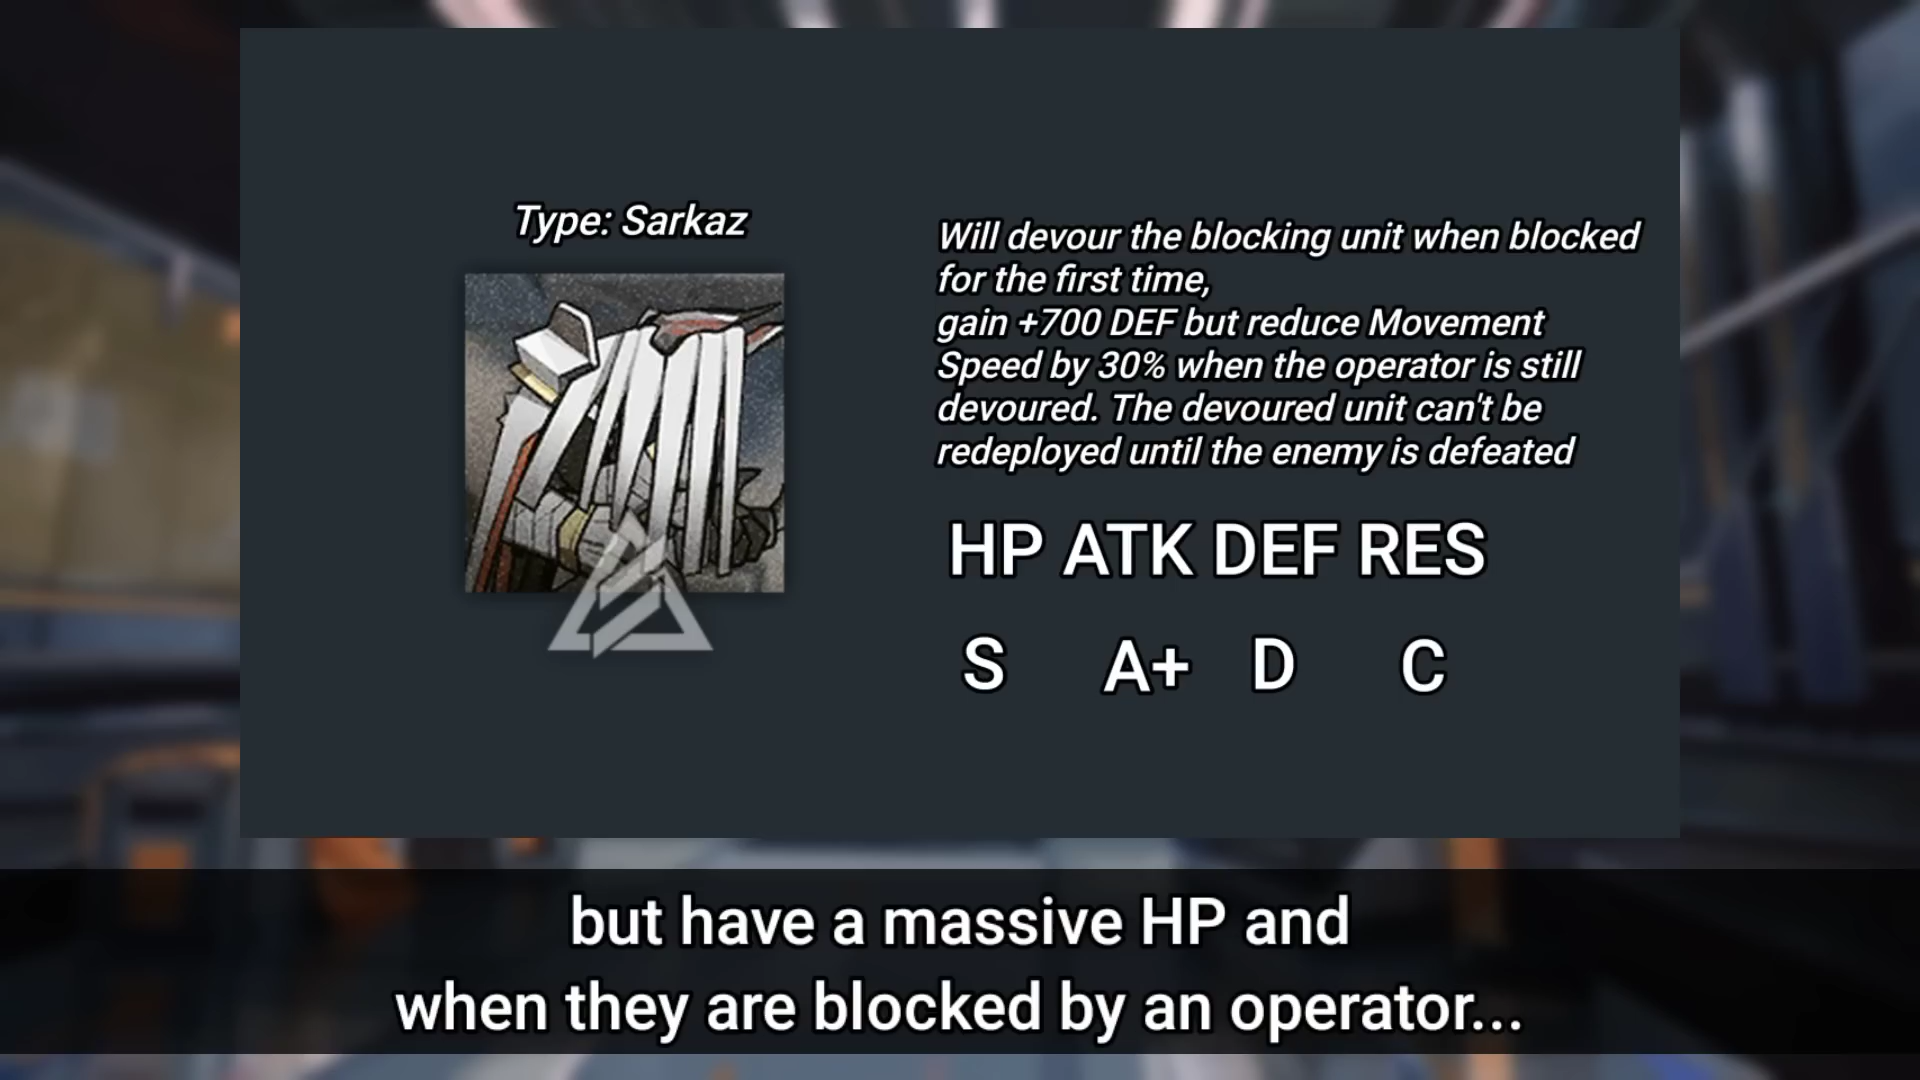 Type: Sarkaz
Will devour the blocking unit when blocked
for the first time,
gain +700 DEF but reduce Movement
Speed by 30% when the operator is still
devoured. The devoured unit can't be
redeployed until the enemy is defeated
HP ATK DEF RES
S A+ D C
but have a massive HP and
when they are blocked by an operator...